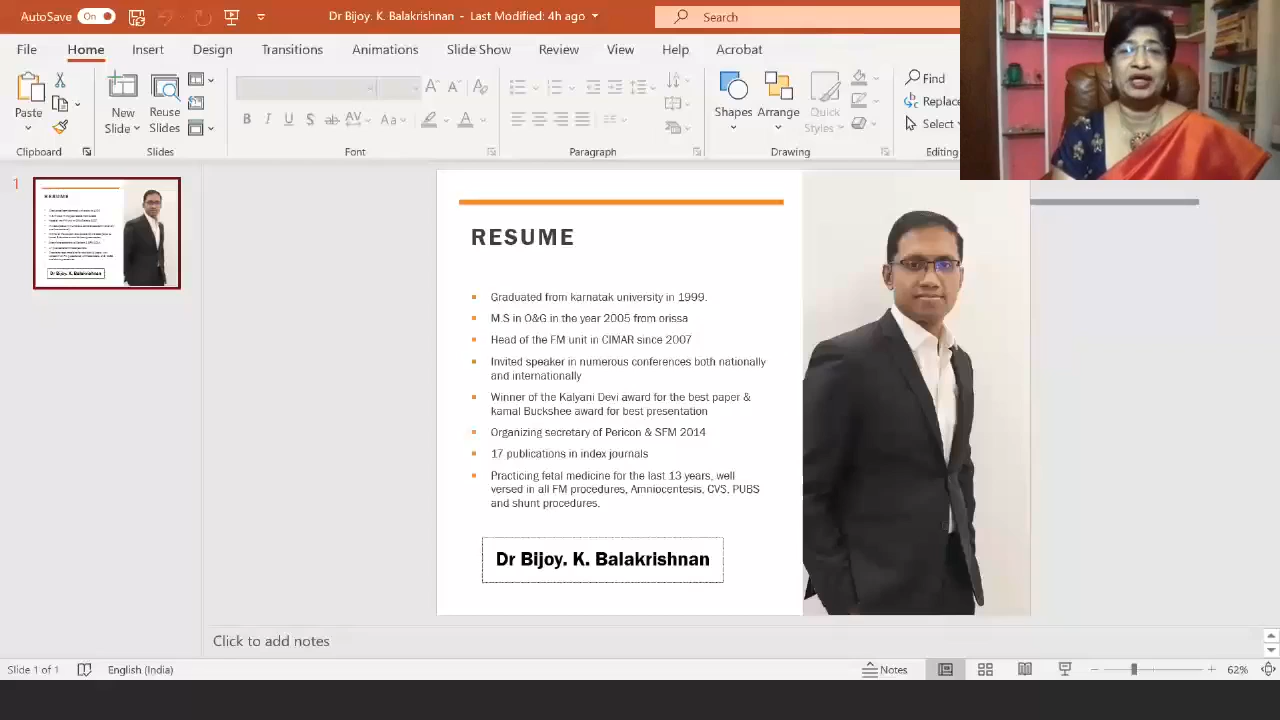 AutoSave On Dr Bijoy. K. Balakrishnan - Last Modified: 4h ago Search
File Home Insert Design Transitions Animations Slide Show Review View Help Acrobat
Paste New Slide Reuse Slides Shapes Arrange Quick Styles Find
Replace
Select
Clipboard Slides Font Paragraph Drawing Editing
1
RESUME
Graduated from karnatak university in 1999.
M.S in O&G in the year 2005 from orissa
Head of the FM unit in CIMAR since 2007
Invited speaker in numerous conferences both nationally
and internationally
Winner of the Kalyani Devi award for the best paper &
kamal Buckshee award for best presentation
Organizing secretary of Pericon & SFM 2014
17 publications in index journals
Practicing fetal medicine for the last 13 years, well
versed in all FM procedures, Amniocentesis, CVS, PUBS
and shunt procedures.
Dr Bijoy. K. Balakrishnan
Click to add notes
Slide 1 of 1 English (India) Notes 62%